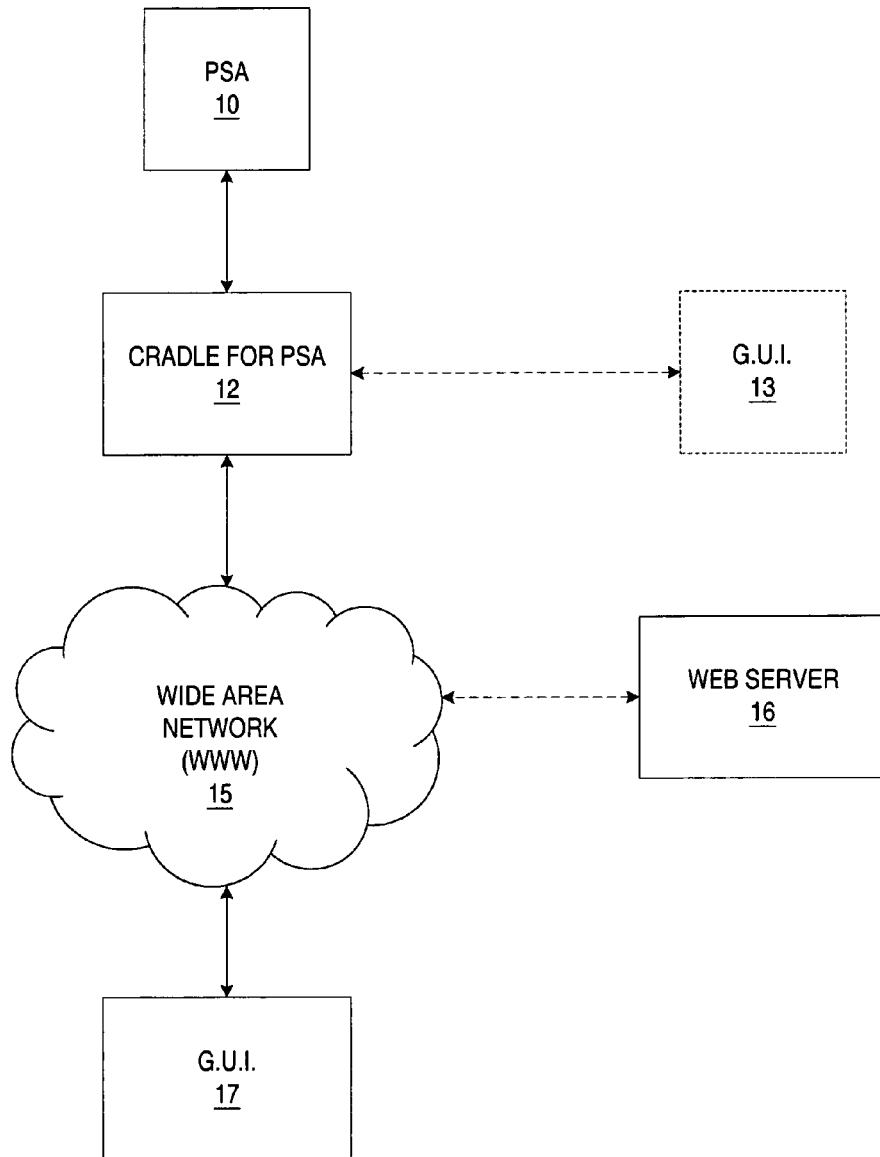 PSA
10
CRADLE FOR PSA
12
G.U.I.
13
WIDE AREA
NETWORK
(WWW)
15
WEB SERVER
16
G.U.I.
17